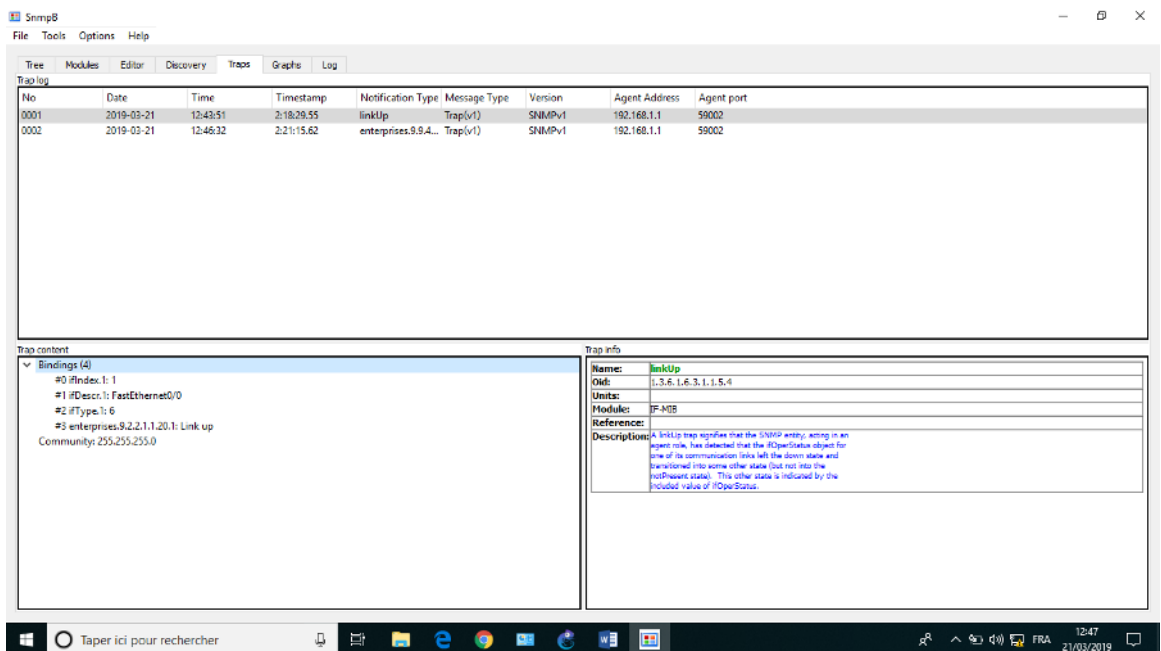 SnmpB
File Tools Options Help
Tree Modules Editor Discovery Traps Graphs Log
Trap log
No Date Time Timestamp Notification Type Message Type Version Agent Address Agent port
0001 2019-03-21 12:43:51 2:18:29.55 linkUp Trap(v1) SNMPv1 192.168.1.1 59002
0002 2019-03-21 12:46:32 2:21:15.62 enterprises.9.9.4... Trap(v1) SNMPv1 192.168.1.1 59002
Trap content
Bindings (4)
#0 ifIndex.1: 1
#1 ifDescr.1: FastEthernet0/0
#2 ifType.1: 6
#3 enterprises.9.2.2.1.1.20.1: Link up
Community: 255.255.255.0
Trap info
Name: linkUp
Oid: 1.3.6.1.6.3.1.1.5.4
Units:
Module: IF-MIB
Reference:
Description: A linkUp trap signifies that the SNMP entity, acting in an
agent role, has detected that the ifOperStatus object for
one of its communication links left the down state and
transitioned into some other state (but not into the
notPresent state). This other state is indicated by the
included value of ifOperStatus.
Taper ici pour rechercher
FRA
12:47
21/03/2019